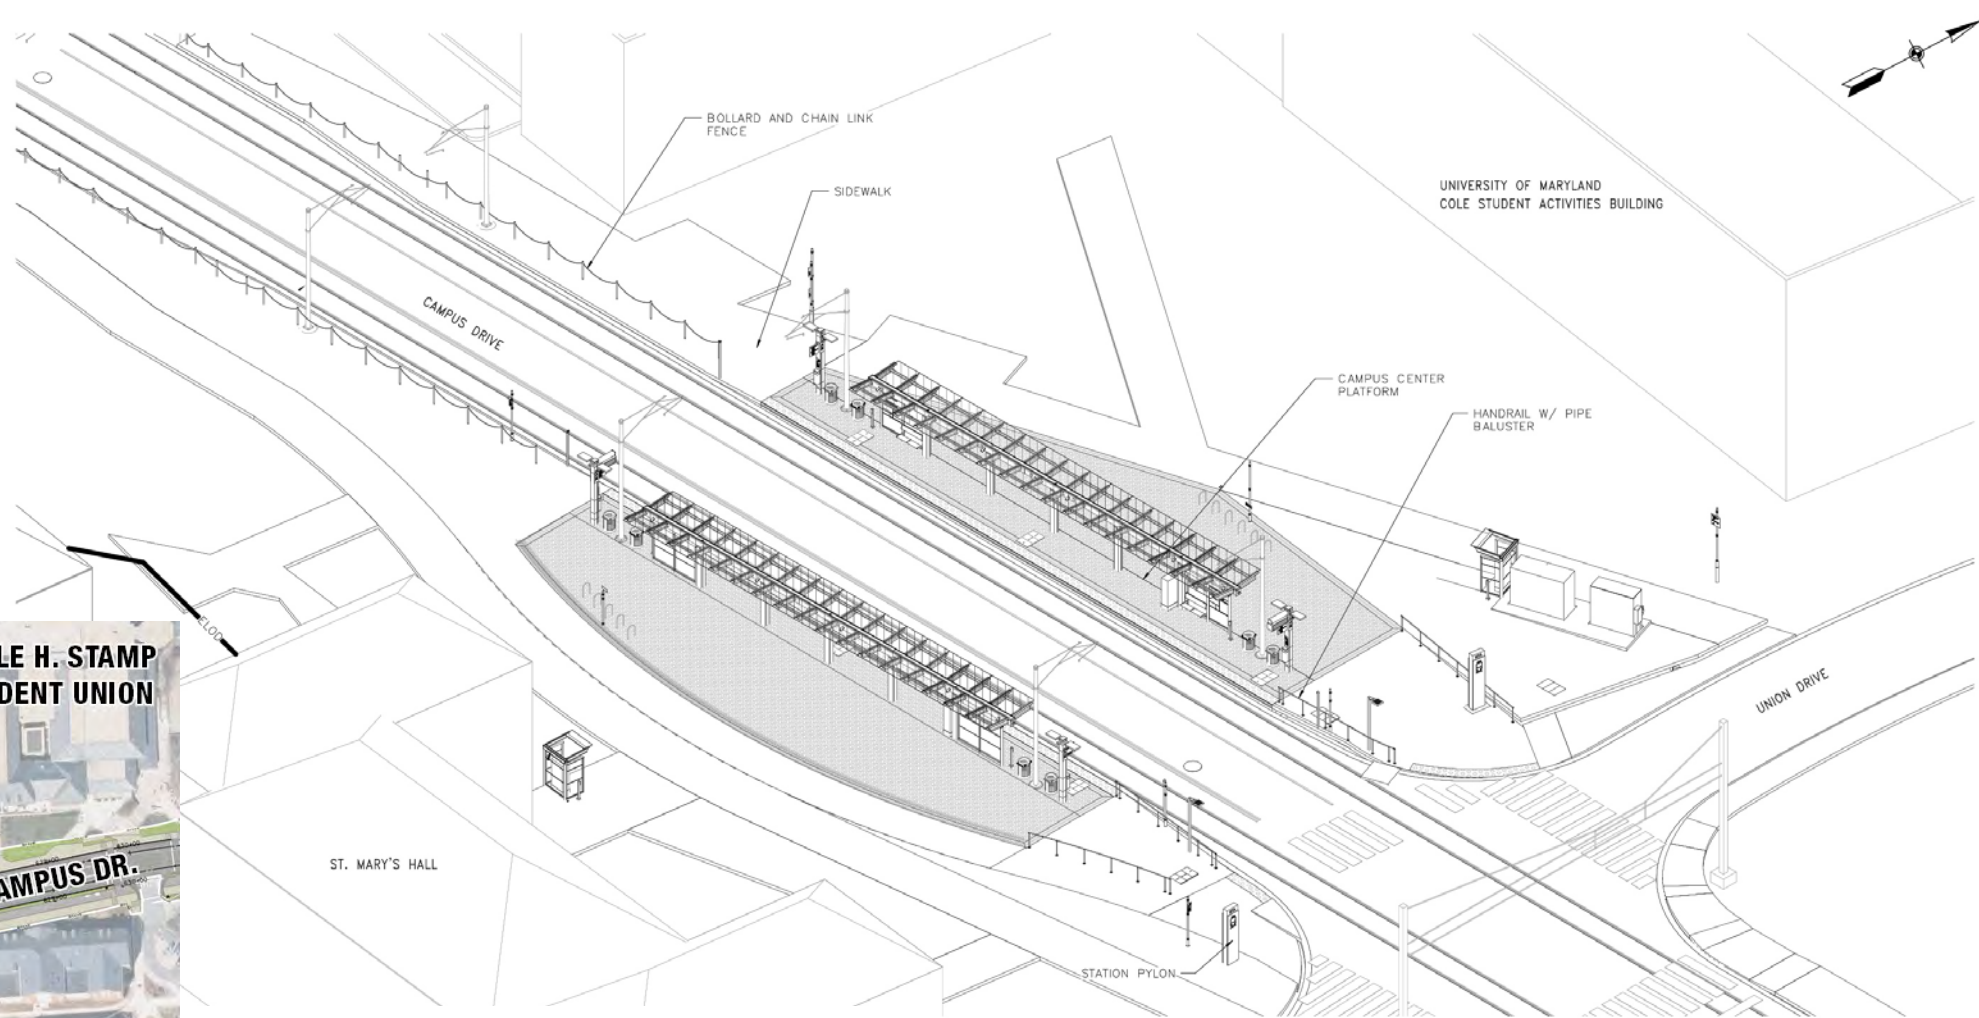 BOLLARD AND CHAIN LINK
FENCE
SIDEWALK
UNIVERSITY OF MARYLAND
COLE STUDENT ACTIVITIES BUILDING
CAMPUS DRIVE
CAMPUS CENTER
PLATFORM
HANDRAIL W/ PIPE
BALUSTER
UNION DRIVE
ELOD
LE H. STAMP
DENT UNION
AMPUS DR.
ST. MARY'S HALL
STATION PYLON